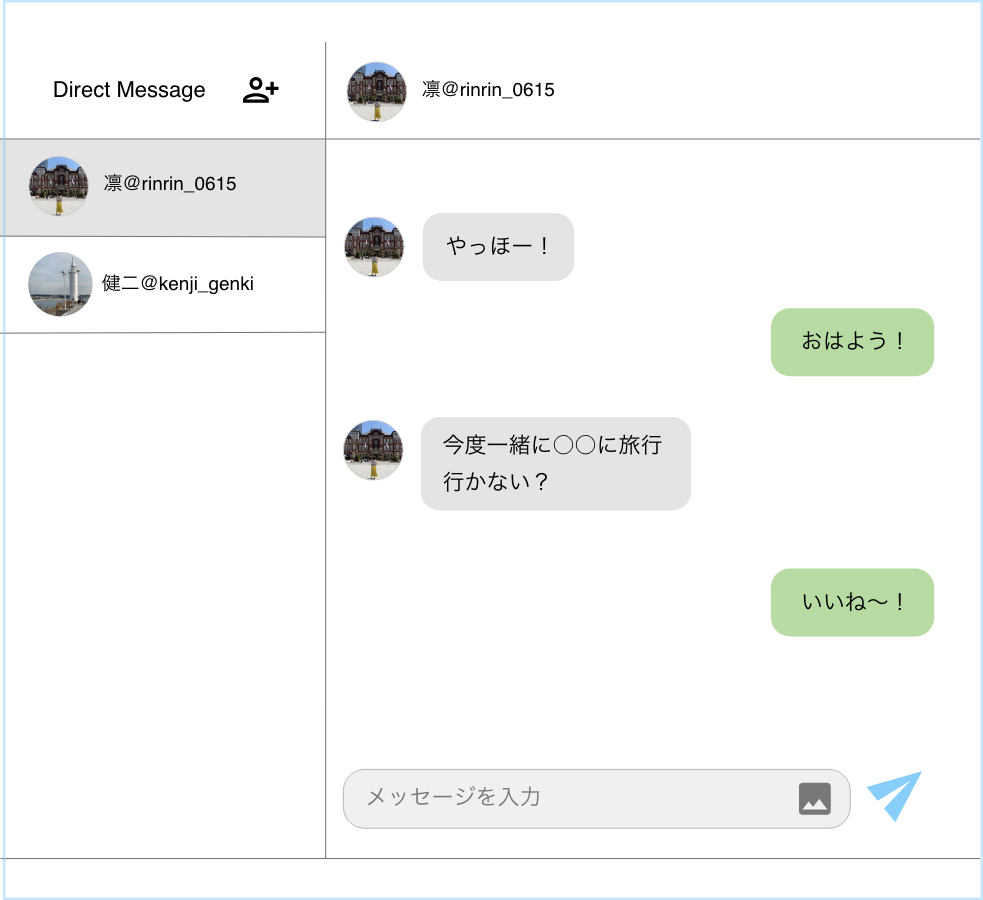 Direct Message
凛@rinrin_0615
凛@rinrin_0615
健二@kenji_genki
やっほー！
おはよう！
今度一緒に○○に旅行
行かない？
いいね〜！
メッセージを入力